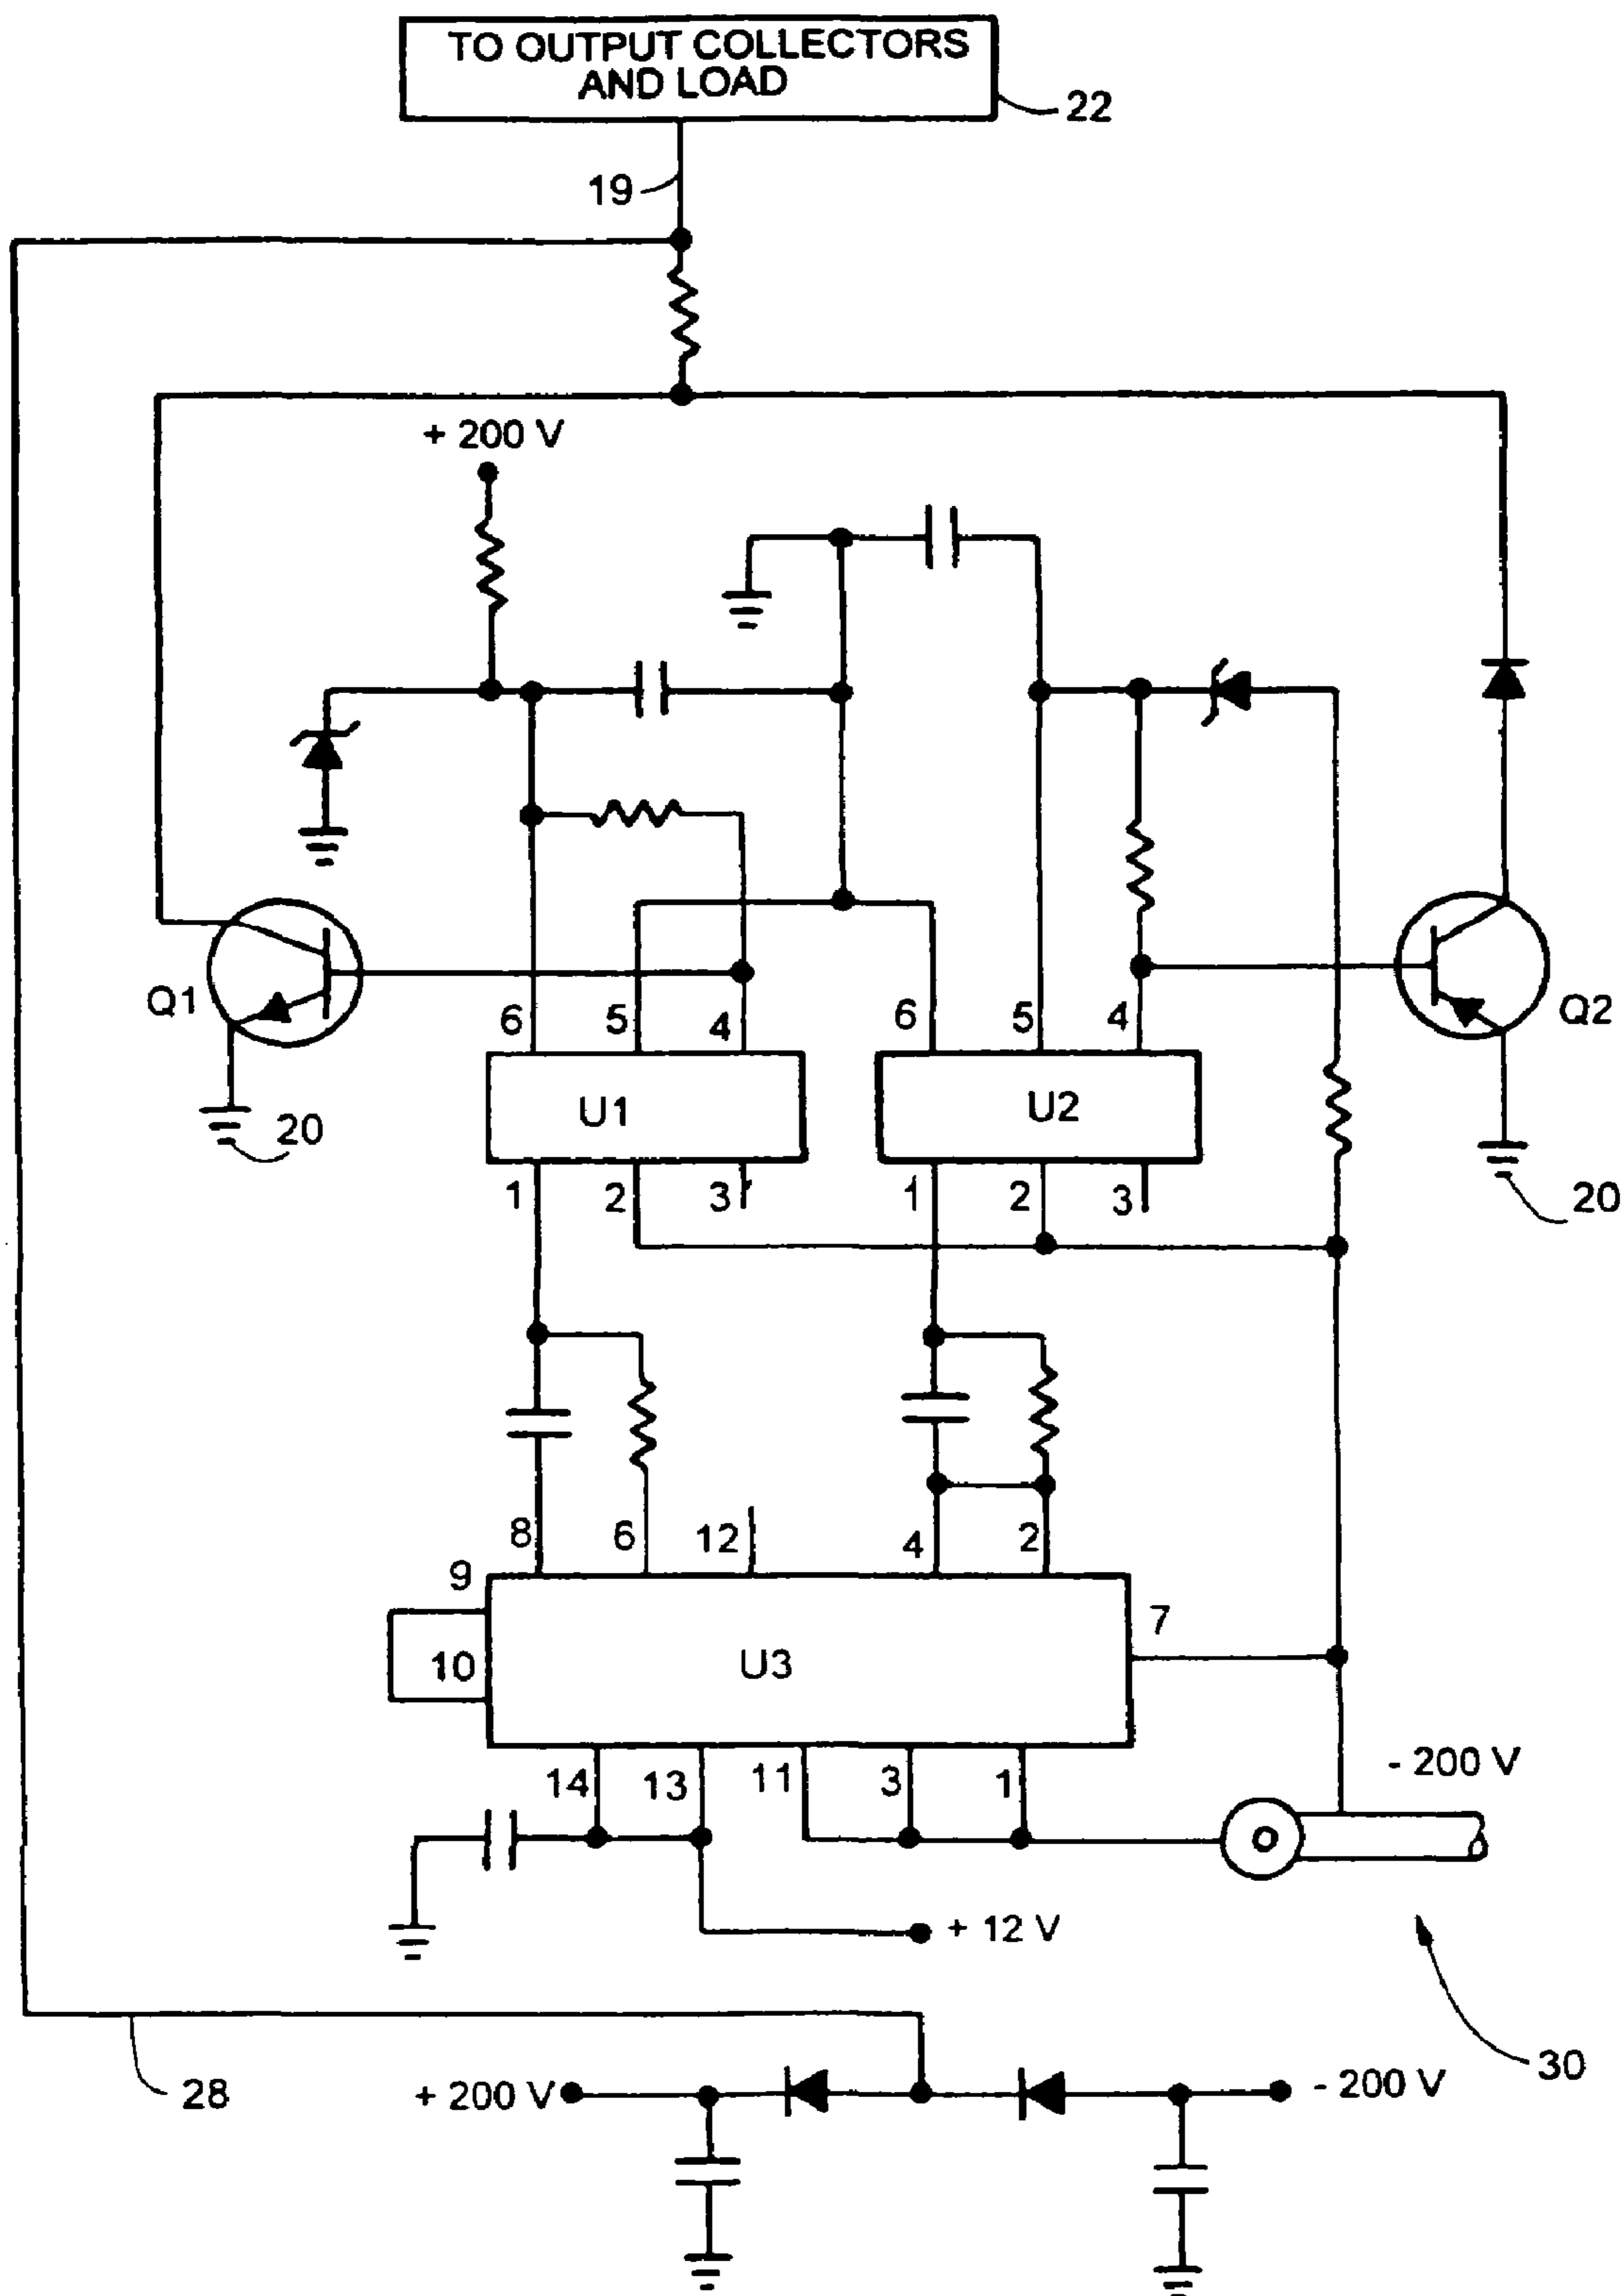 TO OUTPUT COLLECTORS
AND LOAD
22
19
+ 200 V
Q1
6
5
4
6
5
4
Q2
U1
U2
20
20
1
2
3
1
2
3
8
6
12
4
2
9
7
10
U3
14
13
11
3
1
- 200 V
+ 12 V
30
28
+ 200 V
- 200 V